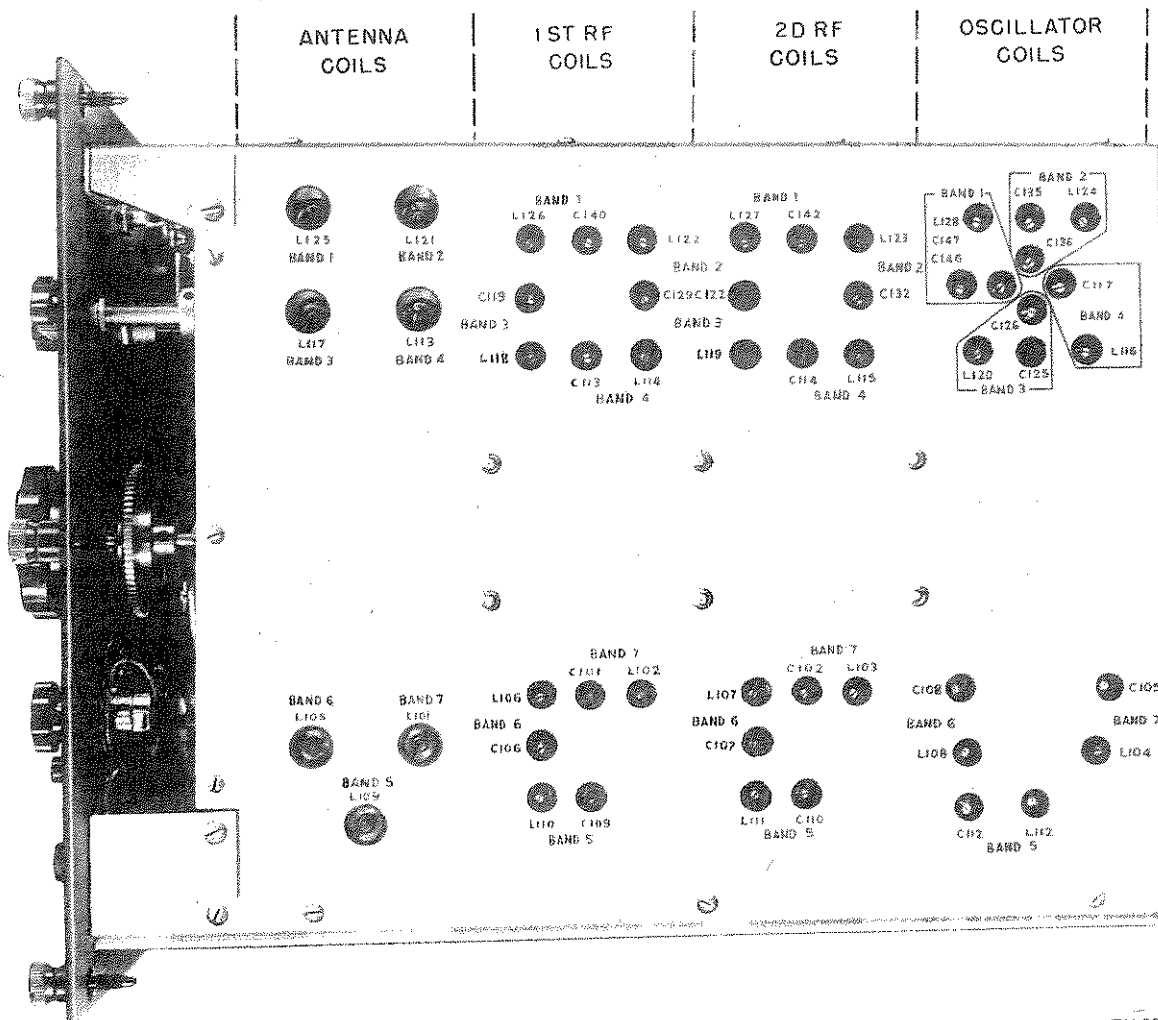 ANTENNA COILS
1ST RF COILS
2D RF COILS
OSCILLATOR COILS
L125
BAND 1
L121
BAND 2
L117
BAND 3
L113
BAND 4
BAND 1
L126 C140
L122
BAND 2
C119
C129
BAND 3
L118
C113 L114
BAND 4
BAND 1
L127 C142
L123
BAND 2
C122
C132
BAND 3
L119
C114 L115
BAND 4
BAND 1
L128
C147
C146
BAND 2
C135 L124
C136
C117
BAND 4
L116
C126
L120 C125
BAND 3
BAND 6
L105
BAND 7
L101
BAND 5
L109
BAND 7
L106 C101 L102
BAND 6
C106
L110 C109
BAND 5
BAND 7
L107 C102 L103
BAND 6
C107
L111 C110
BAND 5
C108
C105
BAND 6
BAND 7
L108
L104
C112 L112
BAND 5